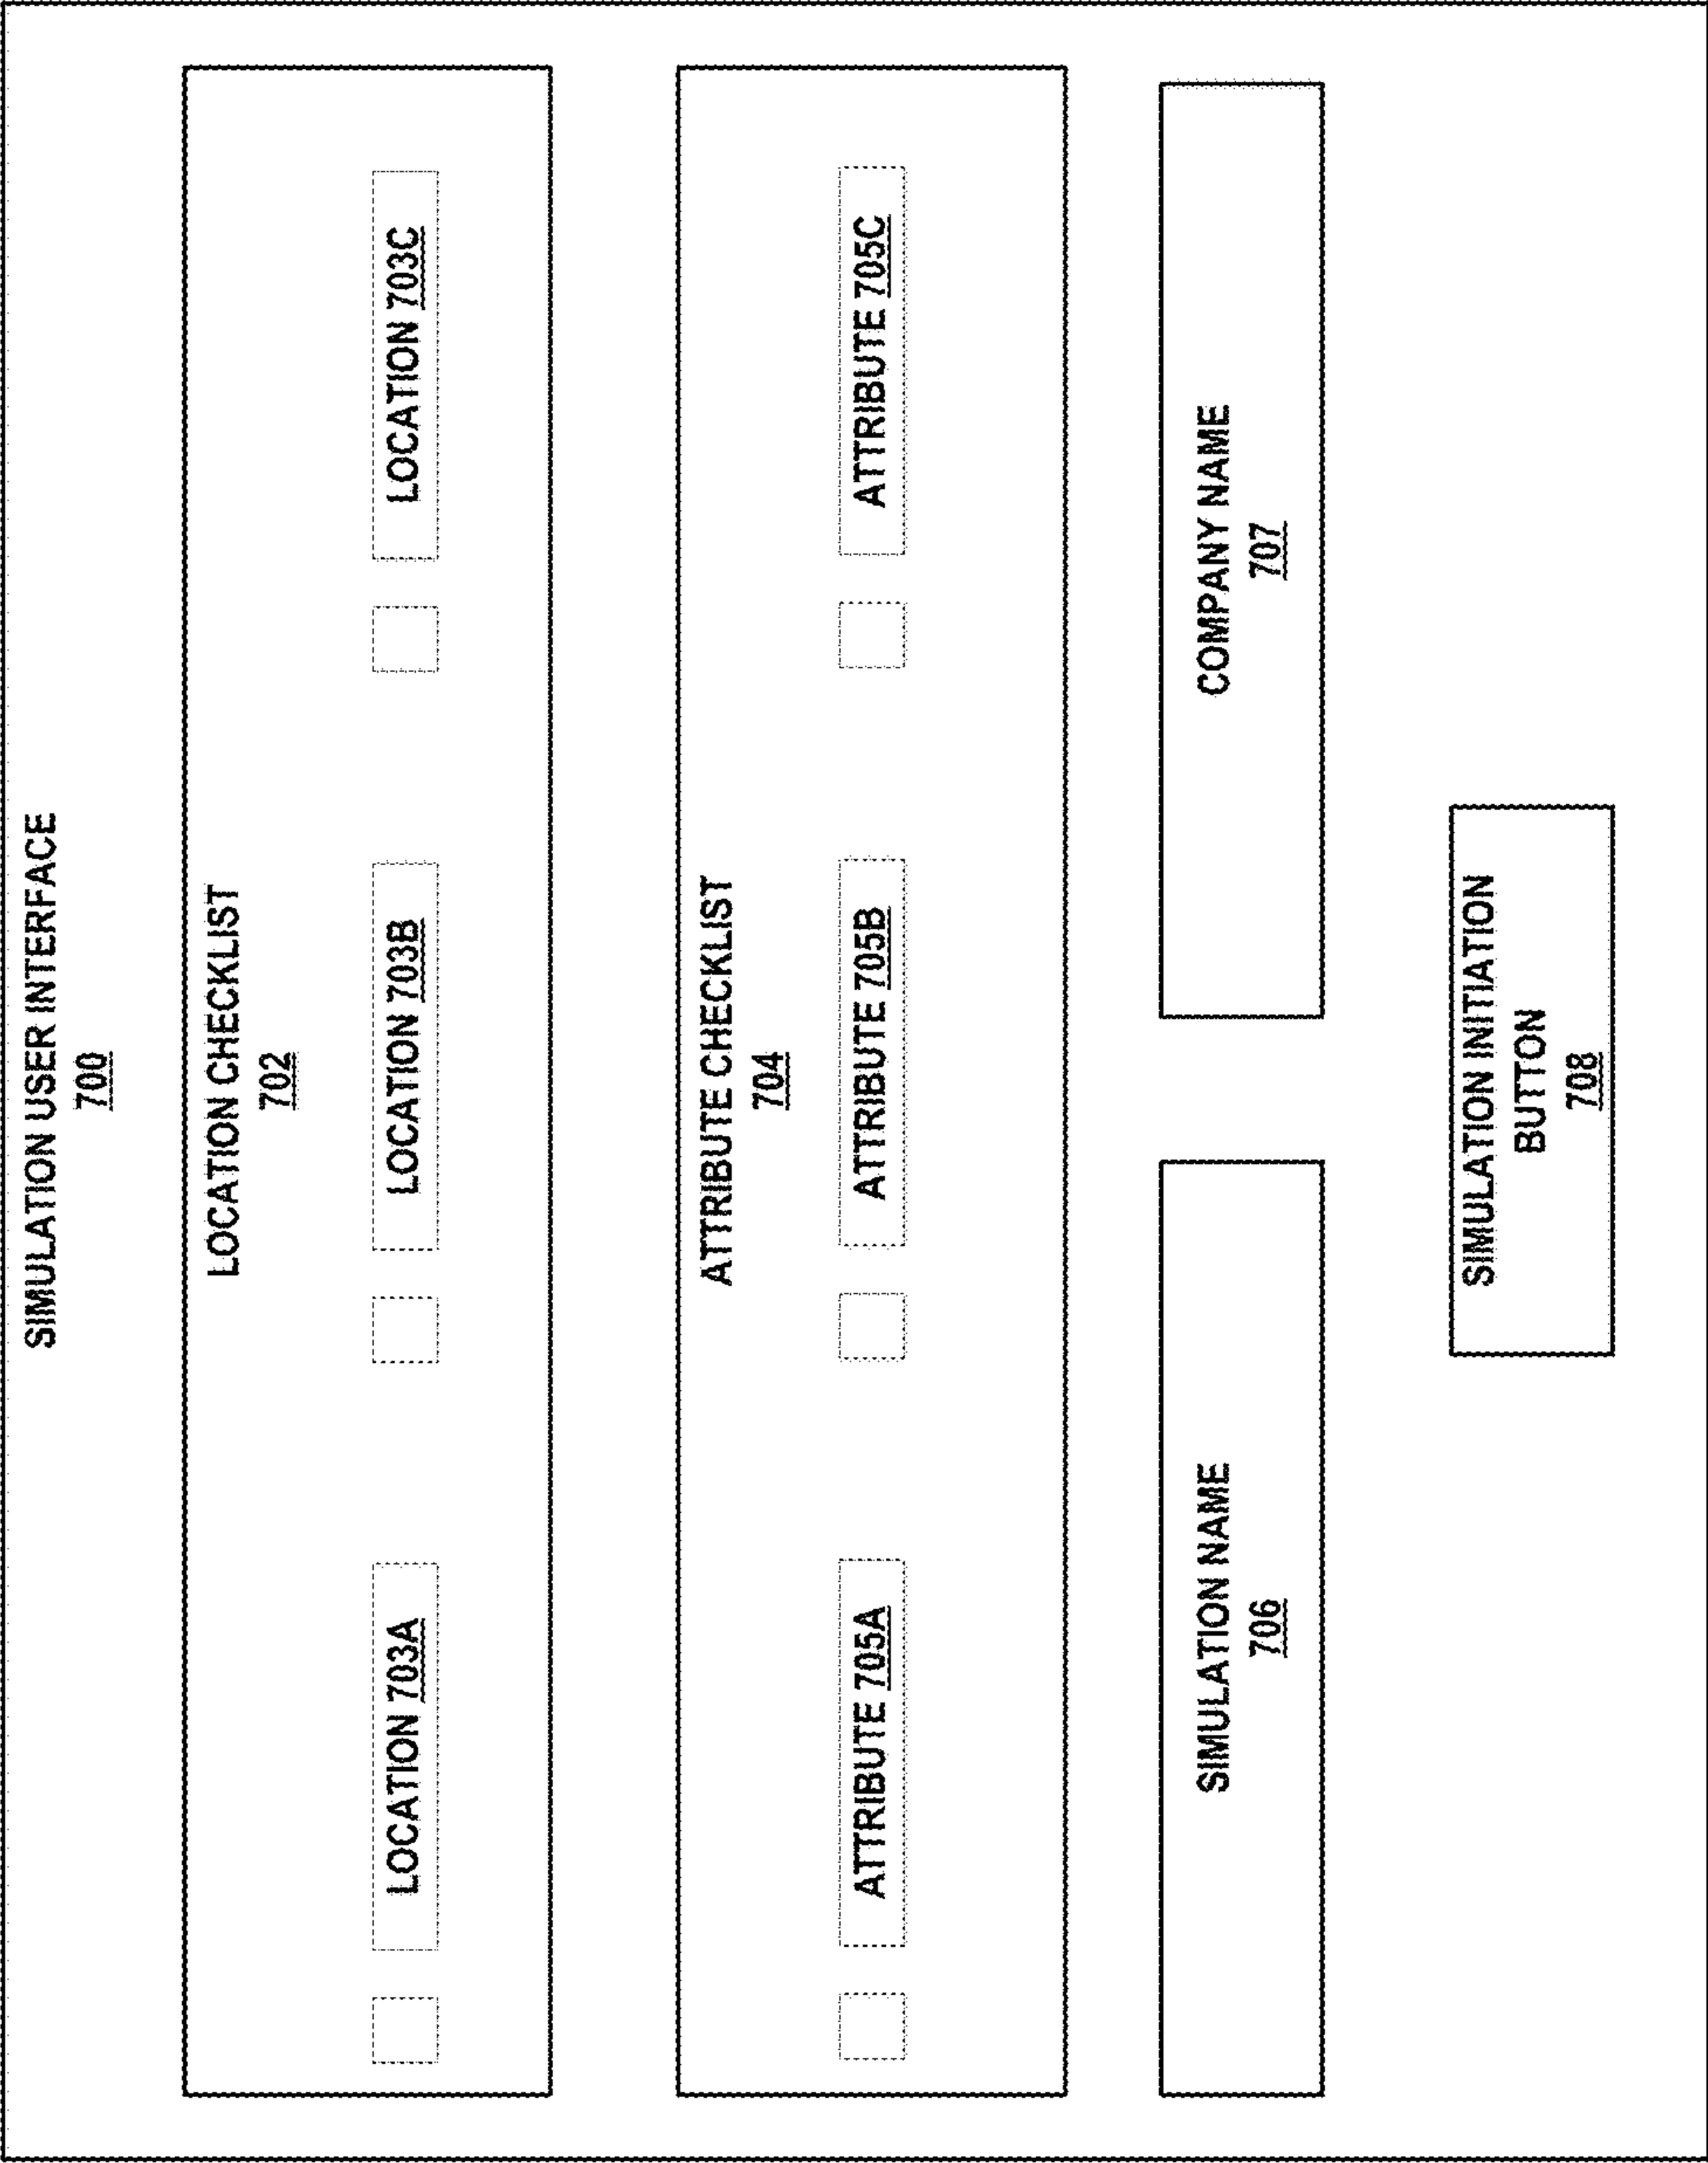 SIMULATION USER INTERFACE
700
LOCATION CHECKLIST
702
LOCATION 703A
LOCATION 703B
LOCATION 703C
ATTRIBUTE CHECKLIST
704
ATTRIBUTE 705A
ATTRIBUTE 705B
ATTRIBUTE 705C
SIMULATION NAME
706
COMPANY NAME
707
SIMULATION INITIATION
BUTTON
708